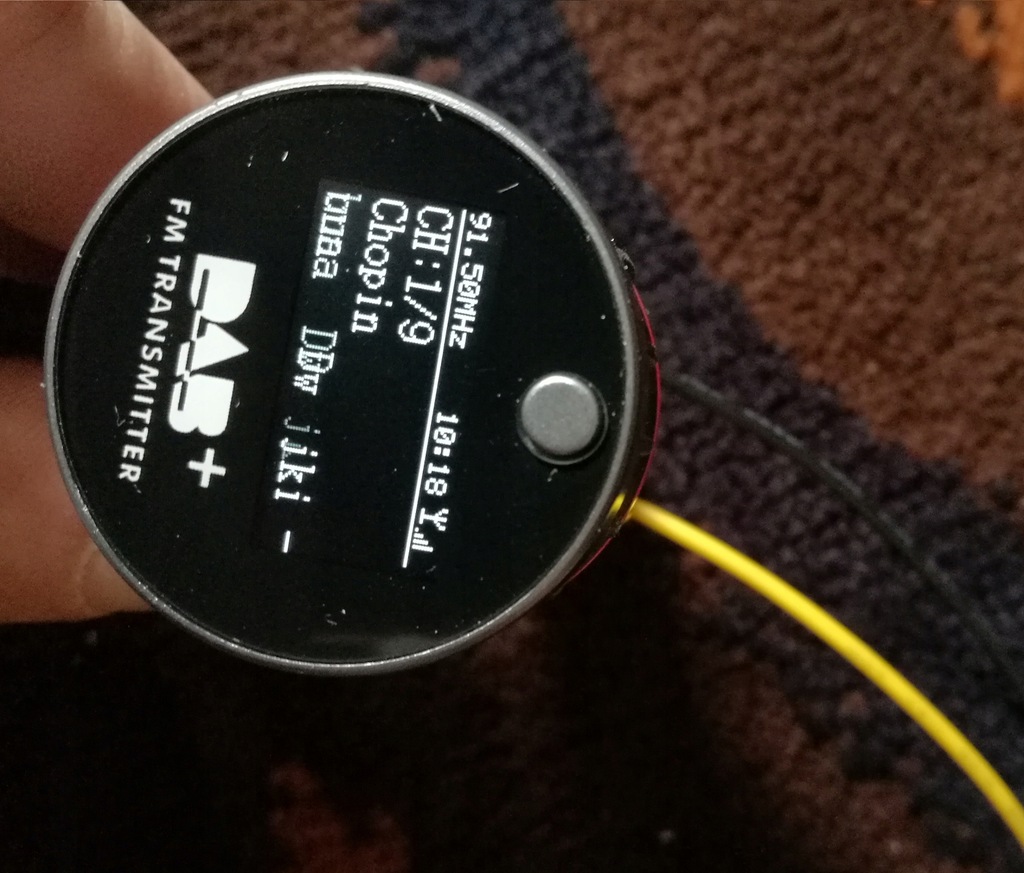 91.50MHz 10:18
CH:1/9
Chopin
DAB+
FM TRANSMITTER